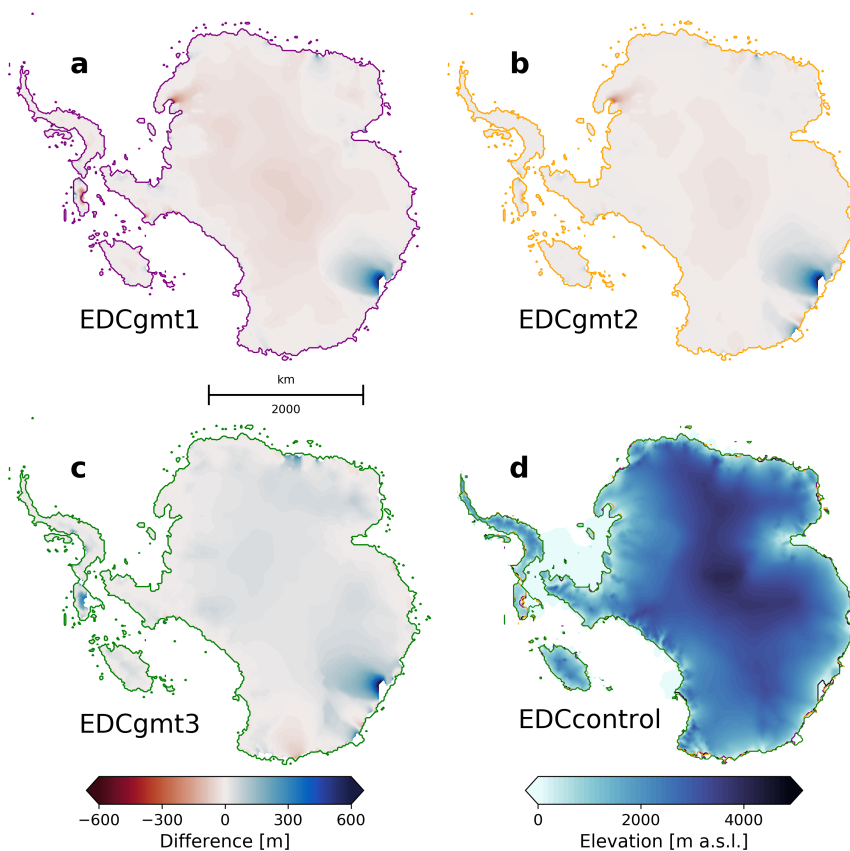 a
b
EDCgmt1
EDCgmt2
km
2000
c
d
EDCgmt3
EDCcontrol
−600 −300 0 300 600
Difference [m]
0 2000 4000
Elevation [m a.s.l.]